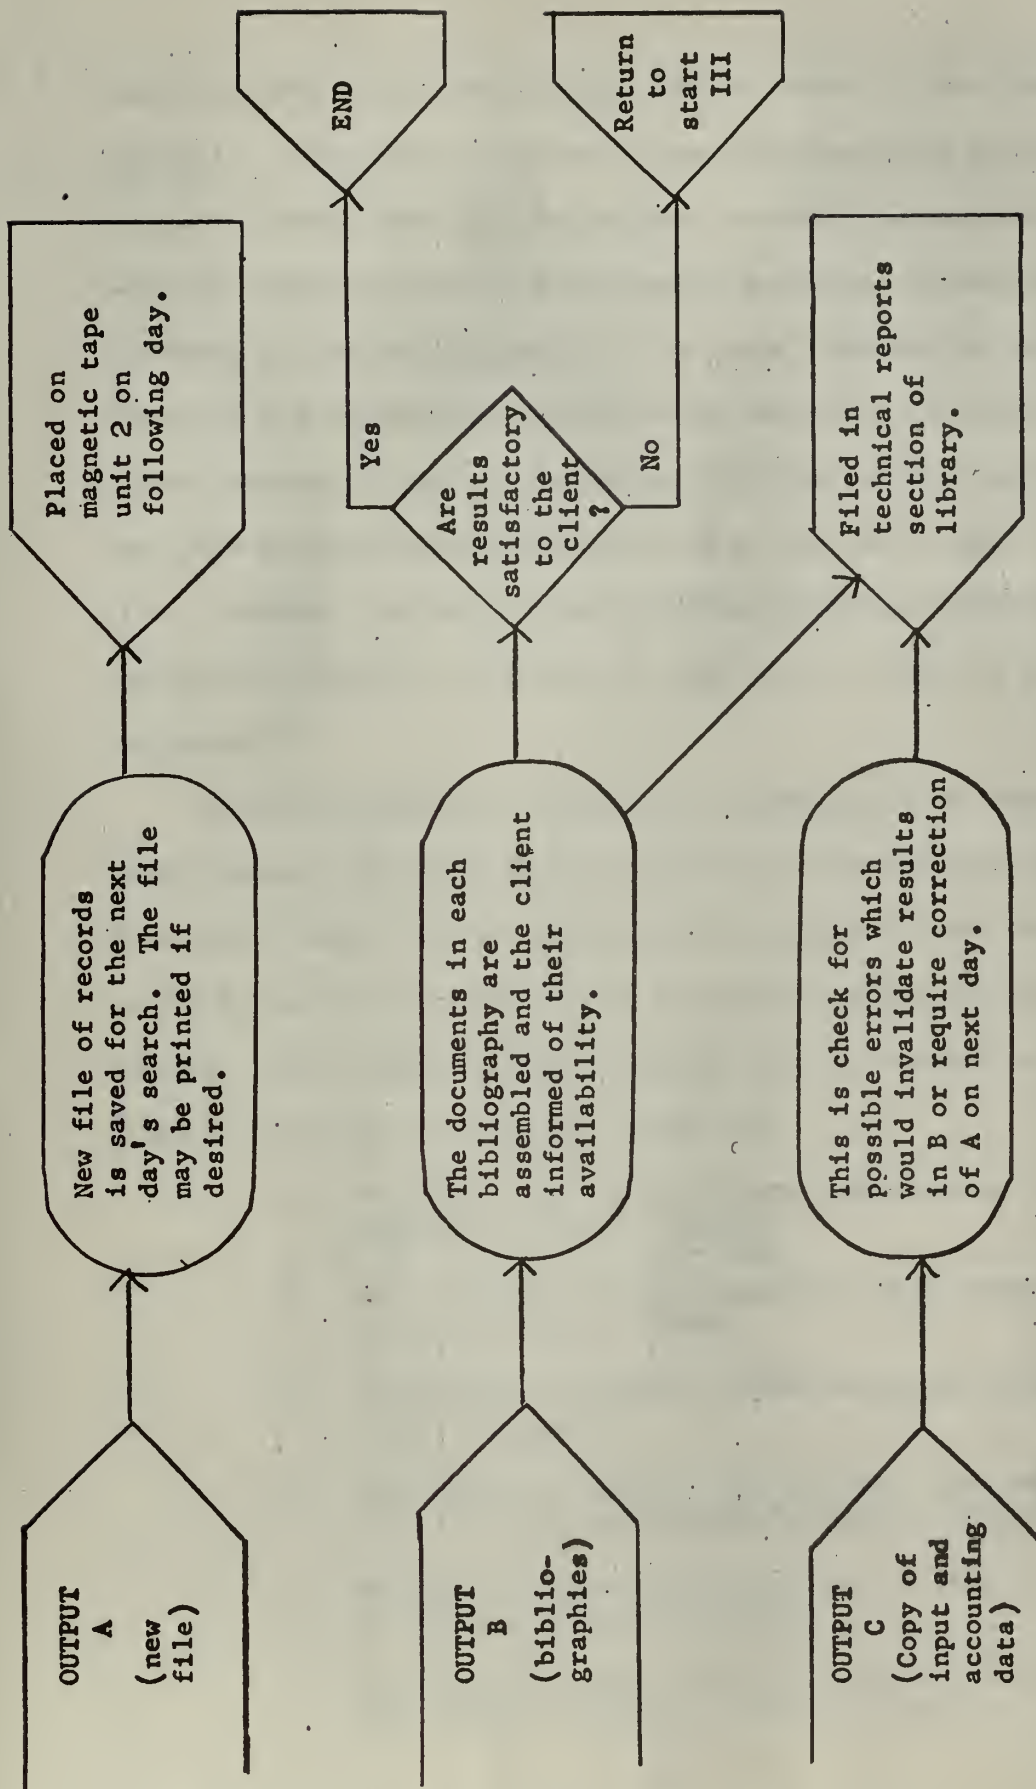 OUTPUT
A
(new
file)
New file of records
is saved for the next
day's search. The file
may be printed if
desired.
Placed on
magnetic tape
unit 2 on
following day.
OUTPUT
B
(biblio-
graphies)
The documents in each
bibliography are
assembled and the client
informed of their
availability.
Are
results
satisfactory
to the
client
?
Yes
END
No
Return
to
start
III
OUTPUT
C
(Copy of
input and
accounting
data)
This is check for
possible errors which
would invalidate results
in B or require correction
of A on next day.
Filed in
technical reports
section of
library.